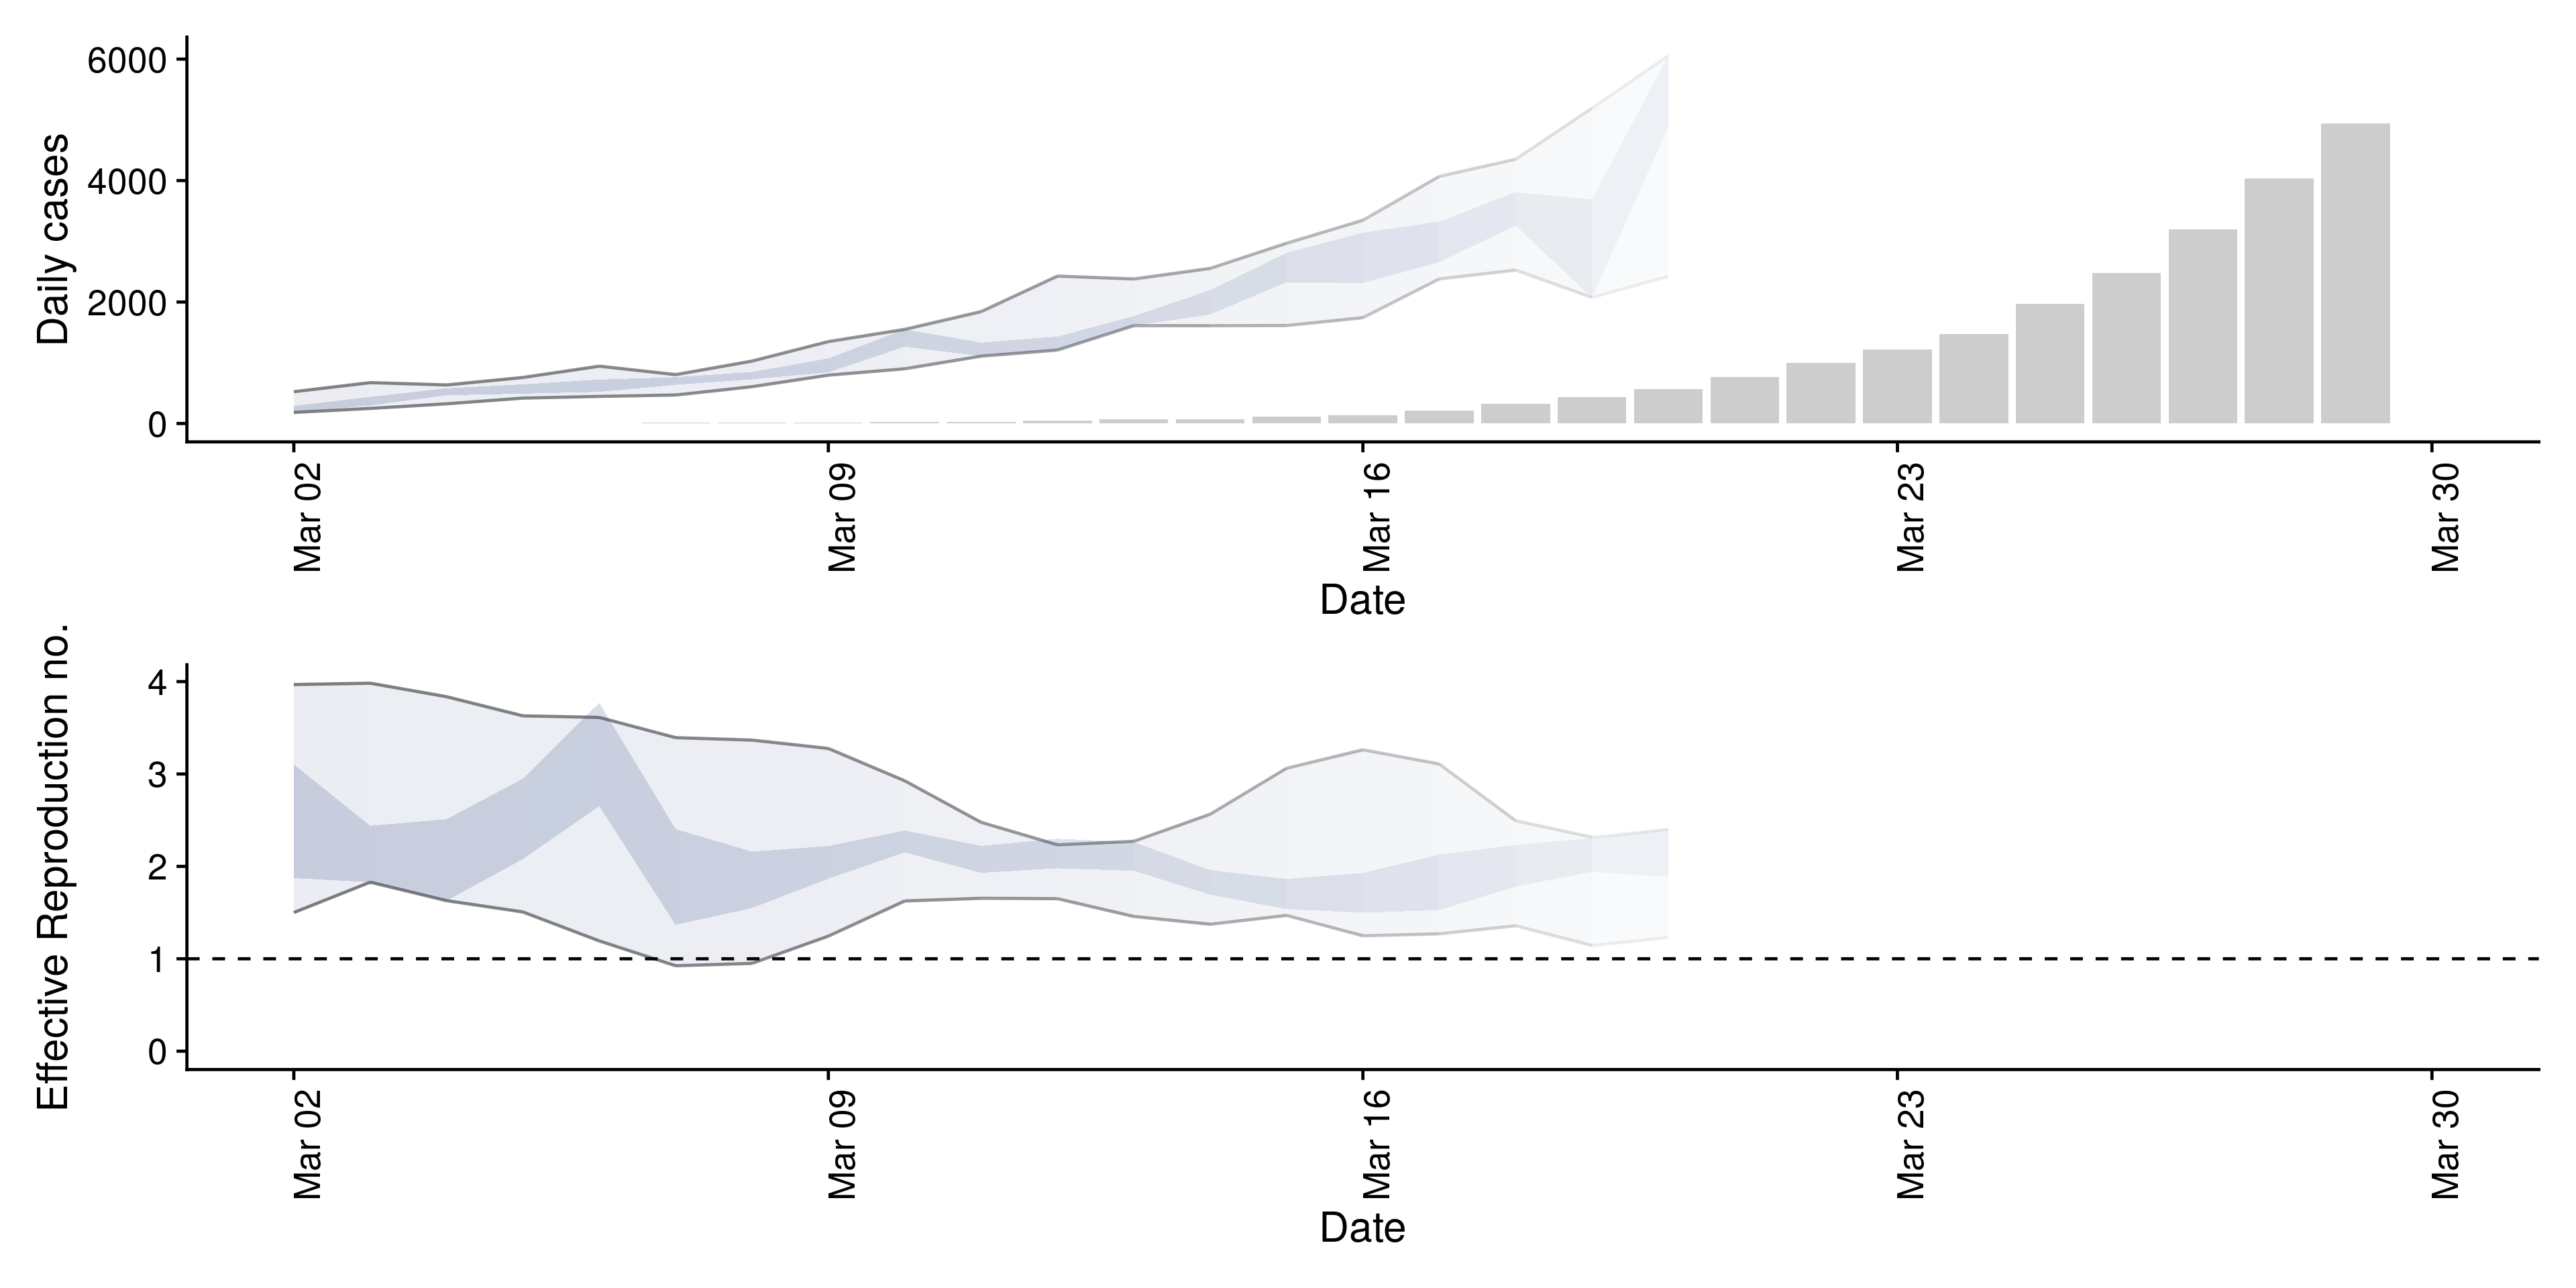 Daily cases
6000
4000
2000
0
Mar 02
Mar 09
Mar 16
Mar 23
Mar 30
Date
Effective Reproduction no.
4
3
2
1
0
Mar 02
Mar 09
Mar 16
Mar 23
Mar 30
Date